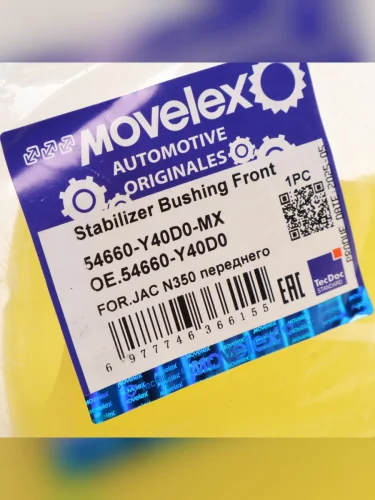 Movelex
AUTOMOTIVE
ORIGINALES
Stabilizer Bushing Front
1PC
54660-Y40D0-MX
OE.54660-Y40D0
FOR.JAC N350 переднего
EAC
TecDoc
STANDARD
6 977746 366155